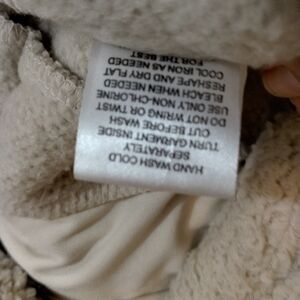 HAND WASH COLD
SEPARATELY
TURN GARMENT INSIDE
OUT BEFORE WASH
DO NOT WRING OR TWIST
USE ONLY NON-CHLORINE
BLEACH WHEN NEEDED
RESHAPE AND DRY FLAT
COOL IRON AS NEEDED
FOR THE BEST